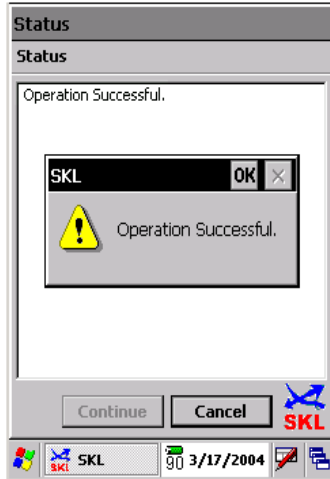 Status
Status
Operation Successful.
SKL
OK
Operation Successful.
Continue
Cancel
SKL
SKL
90
3/17/2004